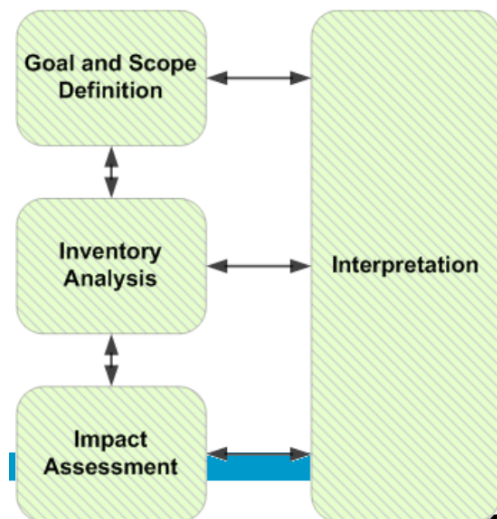 Goal and Scope
Definition
Inventory
Analysis
Interpretation
Impact
Assessment